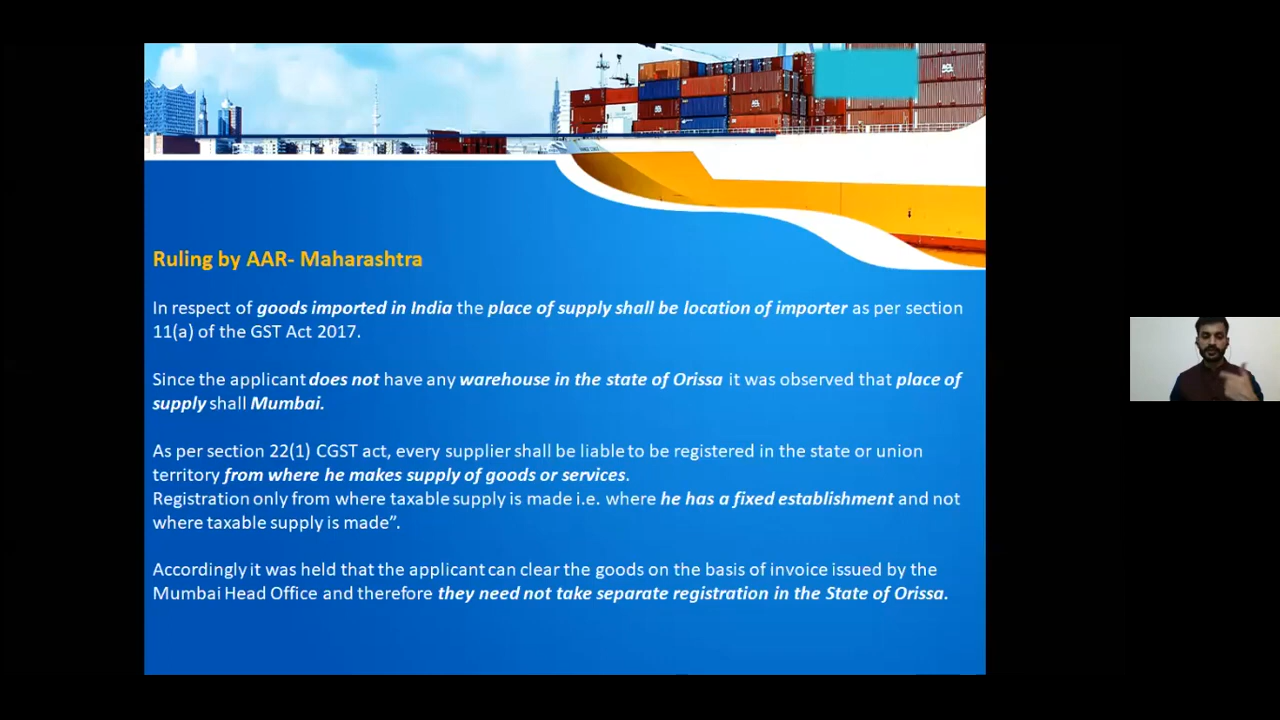 Ruling by AAR- Maharashtra
In respect of goods imported in India the place of supply shall be location of importer as per section
11(a) of the GST Act 2017.
Since the applicant does not have any warehouse in the state of Orissa it was observed that place of
supply shall Mumbai.
As per section 22(1) CGST act, every supplier shall be liable to be registered in the state or union
territory from where he makes supply of goods or services.
Registration only from where taxable supply is made i.e. where he has a fixed establishment and not
where taxable supply is made”.
Accordingly it was held that the applicant can clear the goods on the basis of invoice issued by the
Mumbai Head Office and therefore they need not take separate registration in the State of Orissa.